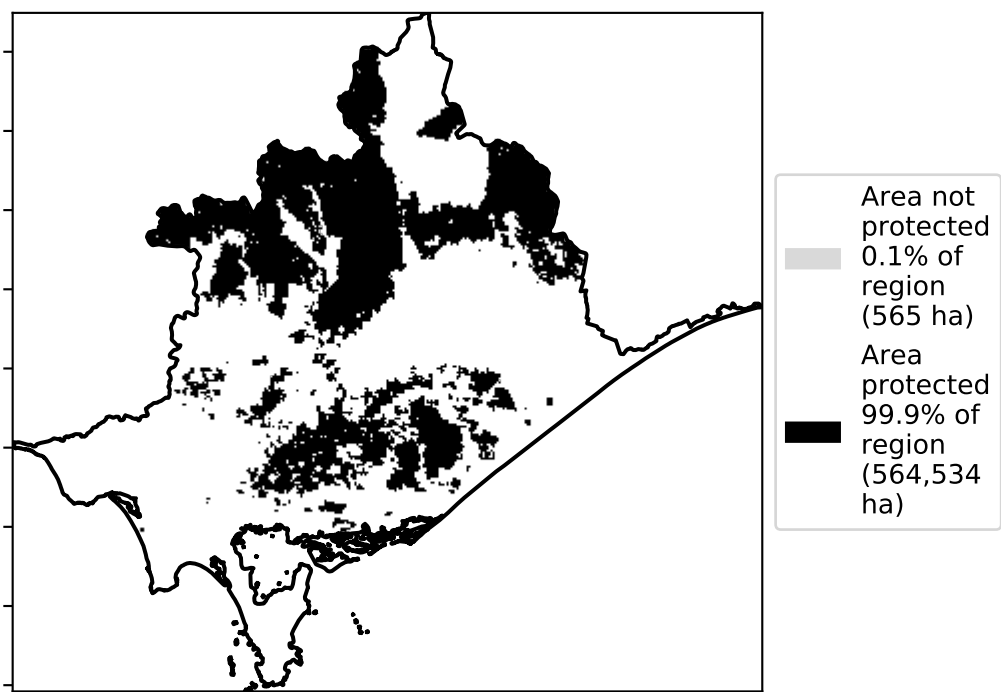 Area not
protected
0.1% of
region
(565 ha)
Area
protected
99.9% of
region
(564,534
ha)